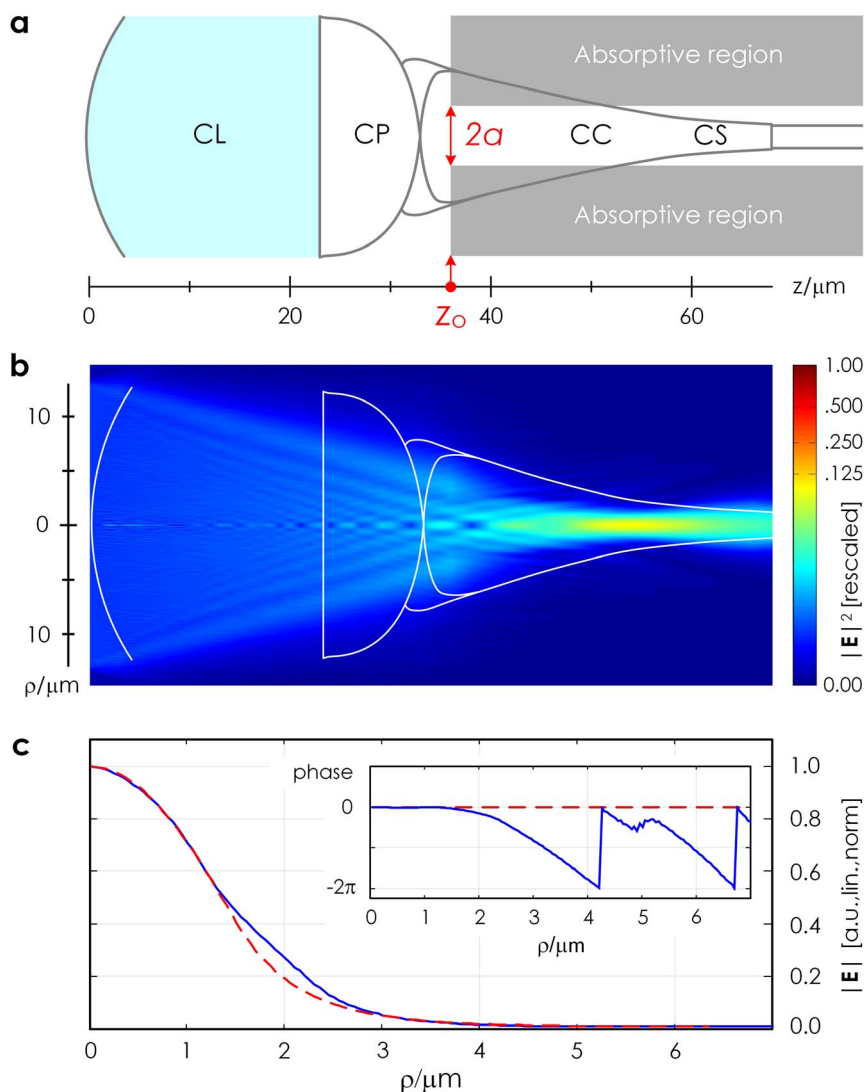 a
Absorptive region
CL
CP
2a
CC
CS
Absorptive region
0
20
40
60
z/μm
Z₀
b
10
0
10
ρ/μm
1.00
.500
.250
.125
0.00
|E|² [rescaled]
c
phase
0
-2π
0 1 2 3 4 5 6
ρ/μm
1.0
0.8
0.6
0.4
0.2
0.0
|E| [a.u.,lin.,norm]
0 1 2 3 4 5 6
ρ/μm